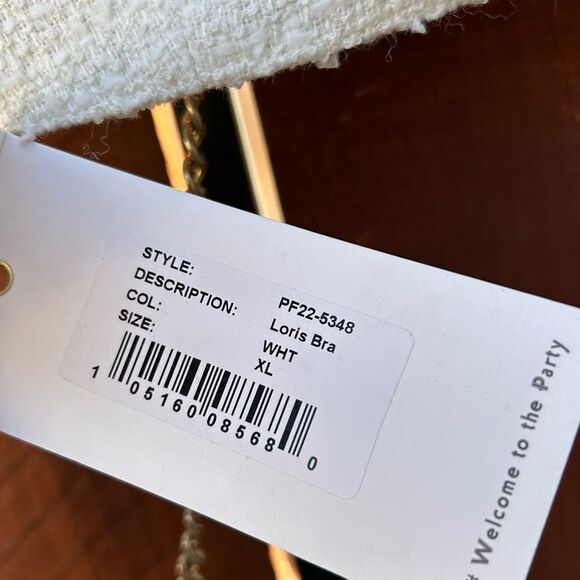 STYLE: PF22-5348
DESCRIPTION: Loris Bra
COL: WHT
SIZE: XL
1 05160 08568 0
# Welcome to the Party